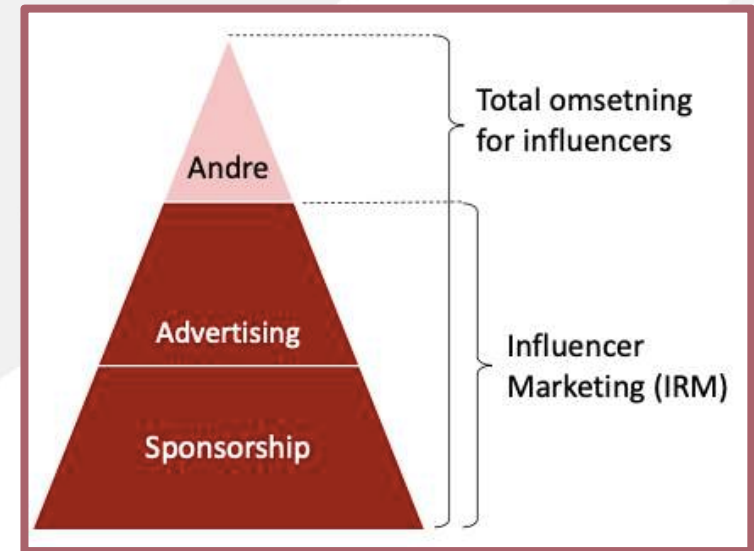 Andre
Advertising
Sponsorship
Total omsetning
for influencers
Influencer
Marketing (IRM)